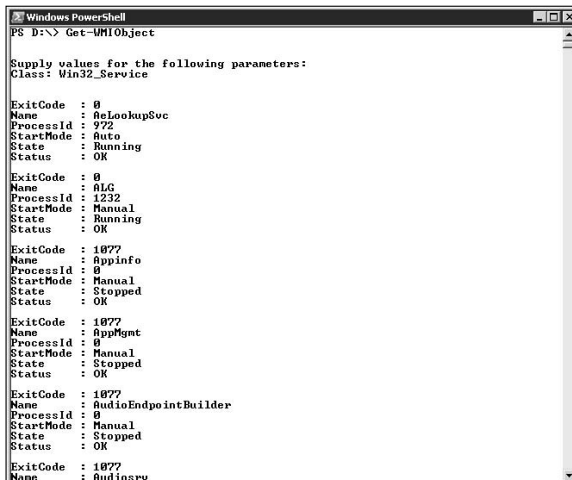 Windows PowerShell
PS D:\> Get-WMIObject
Supply values for the following parameters:
Class: Win32_Service
ExitCode : 0
Name : AeLookupSvc
ProcessId : 972
StartMode : Auto
State : Running
Status : OK
ExitCode : 0
Name : ALG
ProcessId : 1232
StartMode : Manual
State : Running
Status : OK
ExitCode : 1077
Name : Appinfo
ProcessId : 0
StartMode : Manual
State : Stopped
Status : OK
ExitCode : 1077
Name : AppMgmt
ProcessId : 0
StartMode : Manual
State : Stopped
Status : OK
ExitCode : 1077
Name : AudioEndpointBuilder
ProcessId : 0
StartMode : Manual
State : Stopped
Status : OK
ExitCode : 1077
Name : Audiosrv